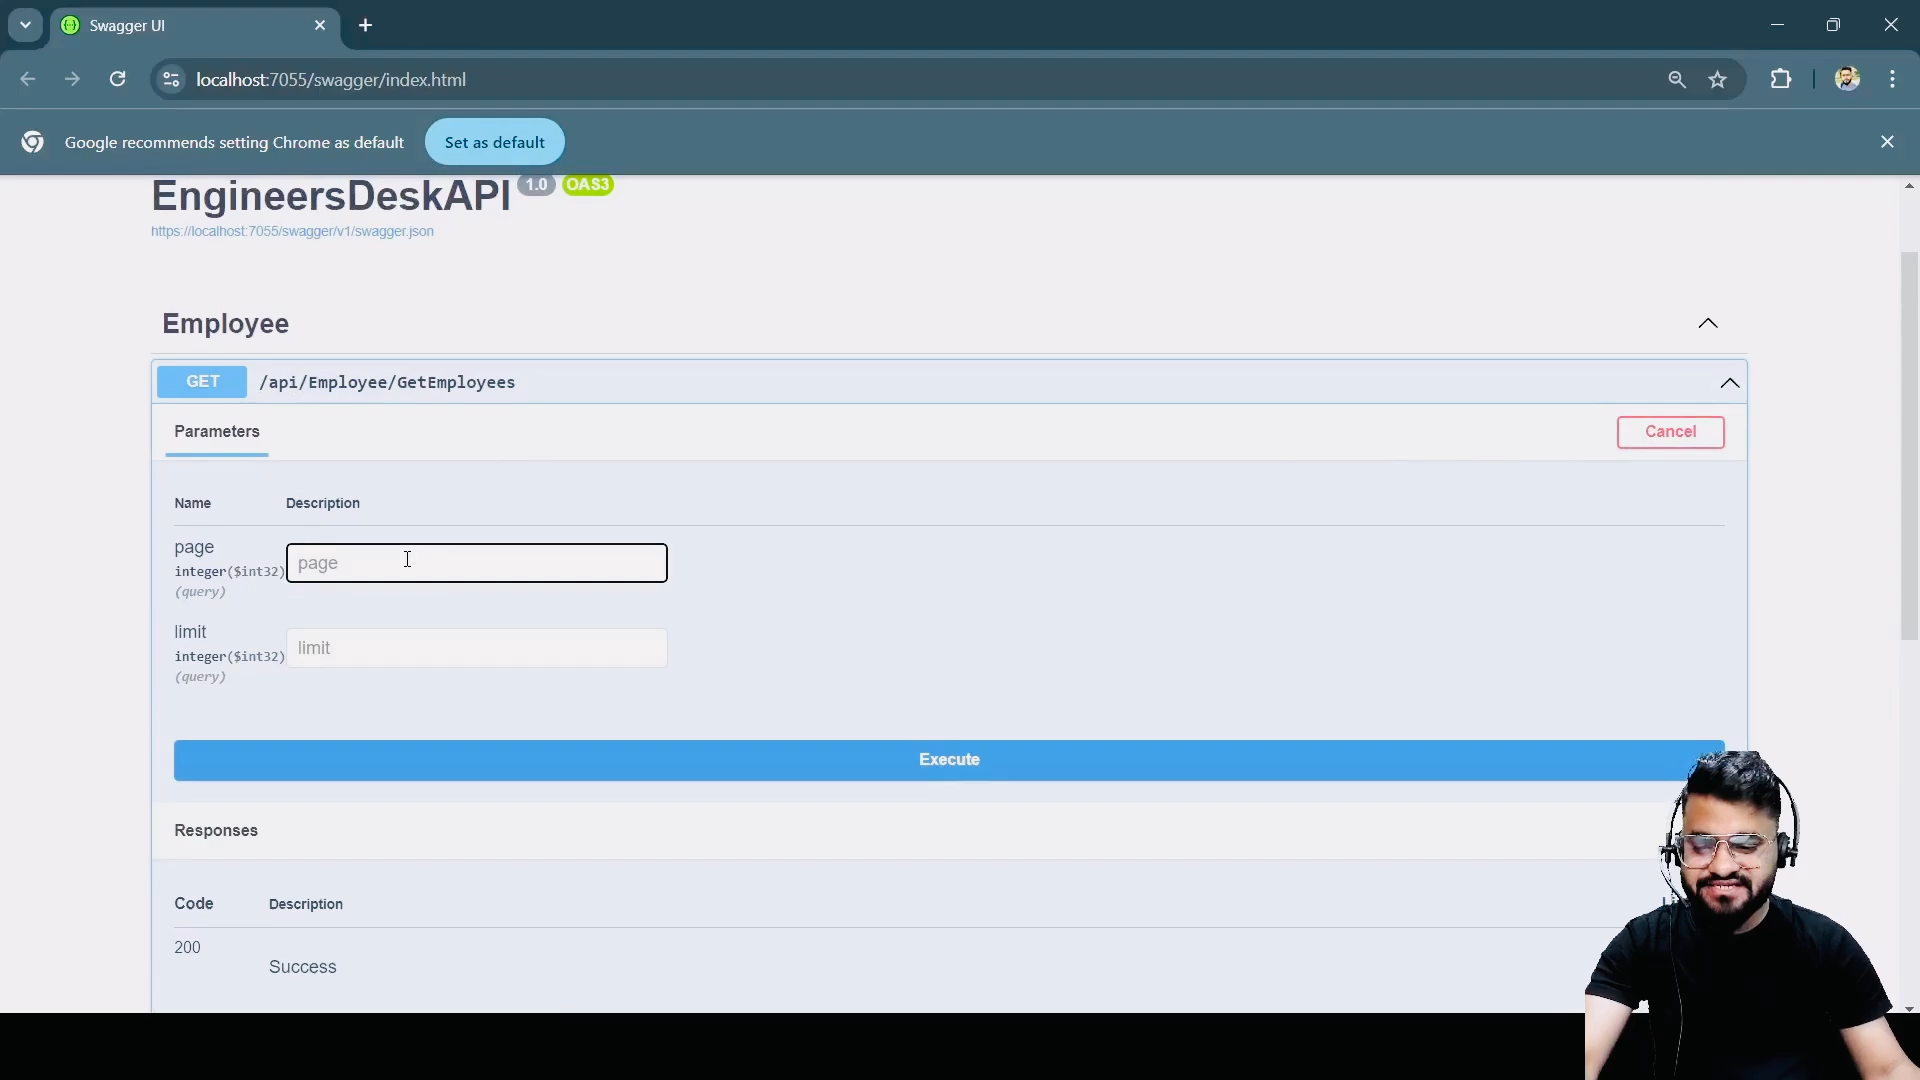 Swagger UI
localhost:7055/swagger/index.html
Google recommends setting Chrome as default
Set as default
EngineersDeskAPI 1.0 OAS3
https://localhost:7055/swagger/v1/swagger.json
Employee
GET /api/Employee/GetEmployees
Parameters
Cancel
Name Description
page
integer($int32)
(query)
page
limit
integer($int32)
(query)
limit
Execute
Responses
Code Description
200
Success